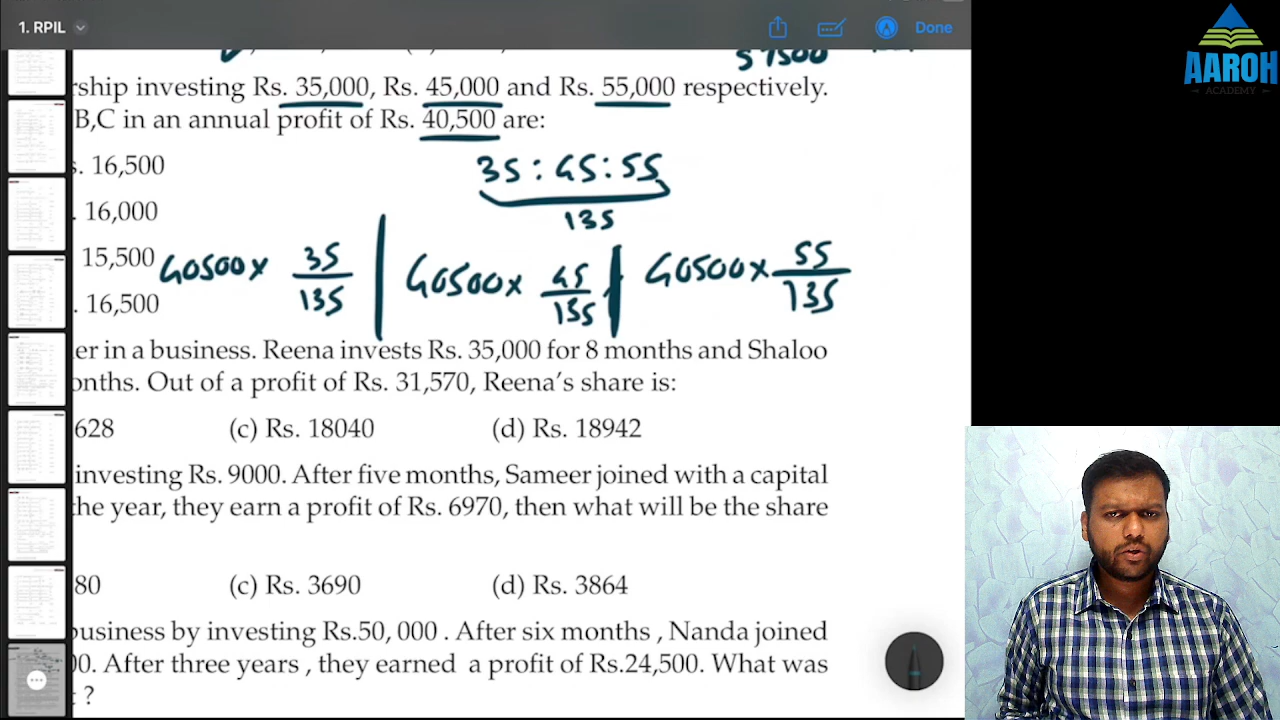 1. RPIL
Done
AAROH
ACADEMY
57500
rship investing Rs. 35,000, Rs. 45,000 and Rs. 55,000 respectively.
B,C in an annual profit of Rs. 40,500 are:
s. 16,500
35 : 45 : 55
. 16,000
135
15,500
40500 x 35/135
40500 x 45/135
40500 x 55/135
. 16,500
er in a business. Reena invests Rs. 35,000 for 8 months and Shaloo
onths. Out of a profit of Rs. 31,570, Reena's share is:
628 (c) Rs. 18040 (d) Rs. 18942
investing Rs. 9000. After five months, Sameer joined with a capital
the year, they earn a profit of Rs. 6970, then what will be the share
80 (c) Rs. 3690 (d) Rs. 3864
business by investing Rs.50, 000 . After six months , Nanda joined
00. After three years , they earned a profit of Rs.24,500. What was
?